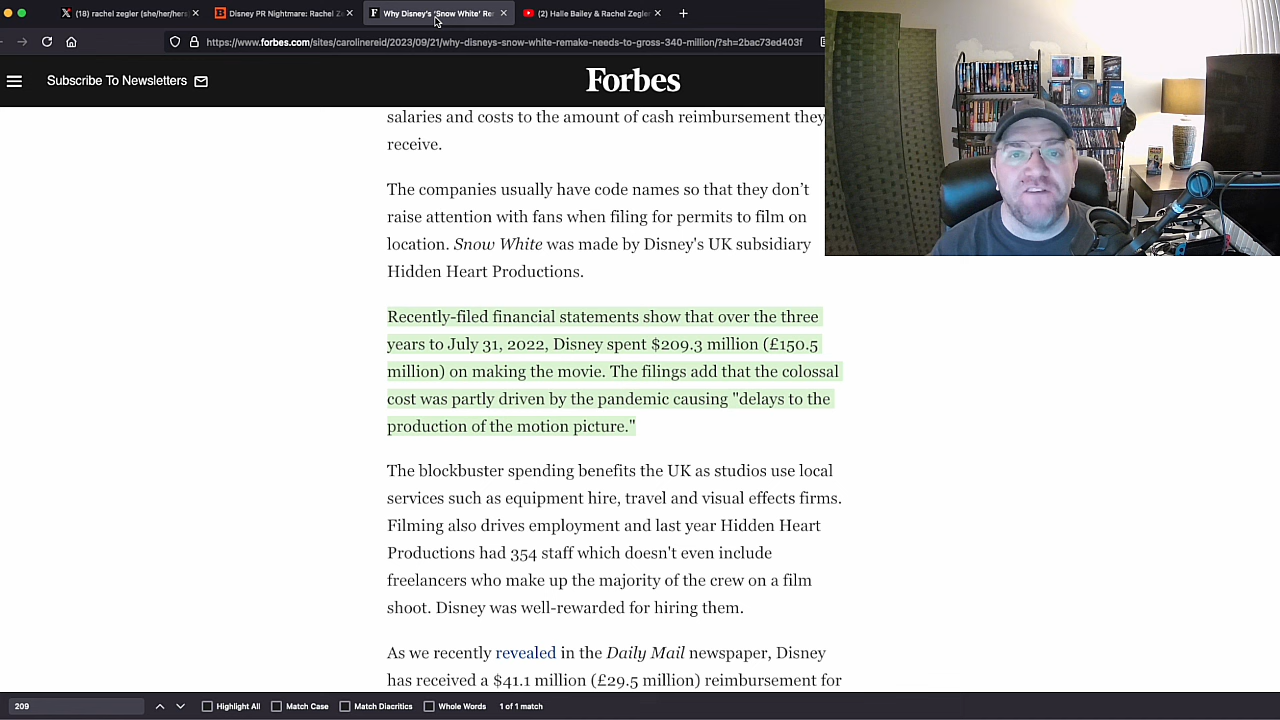 (18) rachel zegler (she/her/hers
Disney PR Nightmare: Rachel Ze
Why Disney's 'Snow White' Re
(2) Halle Bailey & Rachel Zegler
https://www.forbes.com/sites/carolinereid/2023/09/21/why-disneys-snow-white-remake-needs-to-gross-340-million/?sh=2bac73ed403f
Subscribe To Newsletters
Forbes
salaries and costs to the amount of cash reimbursement they
receive.
The companies usually have code names so that they don't
raise attention with fans when filing for permits to film on
location. Snow White was made by Disney's UK subsidiary
Hidden Heart Productions.
Recently-filed financial statements show that over the three
years to July 31, 2022, Disney spent $209.3 million (£150.5
million) on making the movie. The filings add that the colossal
cost was partly driven by the pandemic causing "delays to the
production of the motion picture."
The blockbuster spending benefits the UK as studios use local
services such as equipment hire, travel and visual effects firms.
Filming also drives employment and last year Hidden Heart
Productions had 354 staff which doesn't even include
freelancers who make up the majority of the crew on a film
shoot. Disney was well-rewarded for hiring them.
As we recently revealed in the Daily Mail newspaper, Disney
has received a $41.1 million (£29.5 million) reimbursement for
209
Highlight All
Match Case
Match Diacritics
Whole Words
1 of 1 match